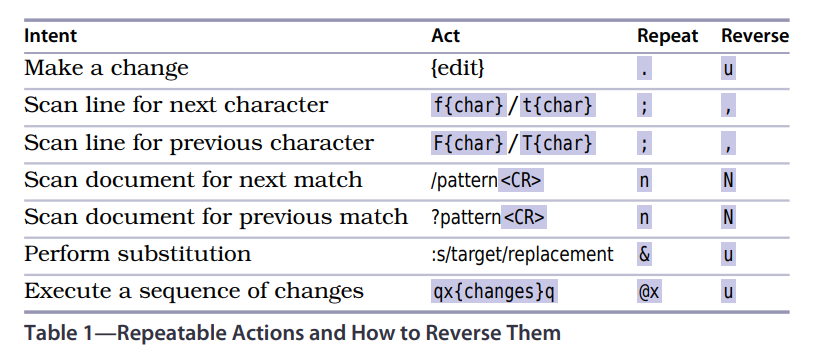 Intent Act Repeat Reverse
Make a change {edit} . u
Scan line for next character f{char}/t{char} ; ,
Scan line for previous character F{char}/T{char} ; ,
Scan document for next match /pattern<CR> n N
Scan document for previous match ?pattern<CR> n N
Perform substitution :s/target/replacement & u
Execute a sequence of changes qx{changes}q @x u
Table 1—Repeatable Actions and How to Reverse Them